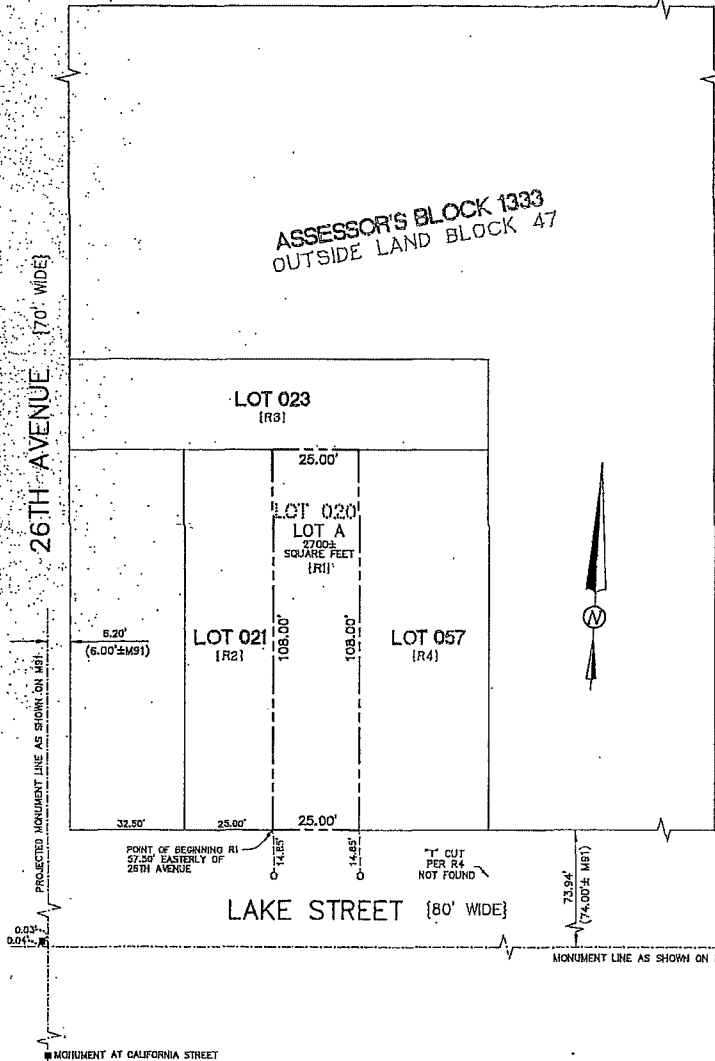 ASSESSOR'S BLOCK 1333
OUTSIDE LAND BLOCK 47
26TH AVENUE {70' WIDE}
LOT 023
{R3}
25.00'
LOT 020
LOT A
2700±
SQUARE FEET
{R1}
6.20'
(6.00'±M91)
LOT 021
{R2}
108.00'
108.00'
LOT 057
{R4}
N
PROJECTED MONUMENT LINE AS SHOWN ON M91
32.50'
25.00'
25.00'
POINT OF BEGINNING R1
57.50' EASTERLY OF
26TH AVENUE
14.85'
14.85'
"T" CUT
PER R4
NOT FOUND
73.94'
(74.00'± M91)
LAKE STREET {80' WIDE}
0.03'
0.04'
MONUMENT LINE AS SHOWN ON
MONUMENT AT CALIFORNIA STREET